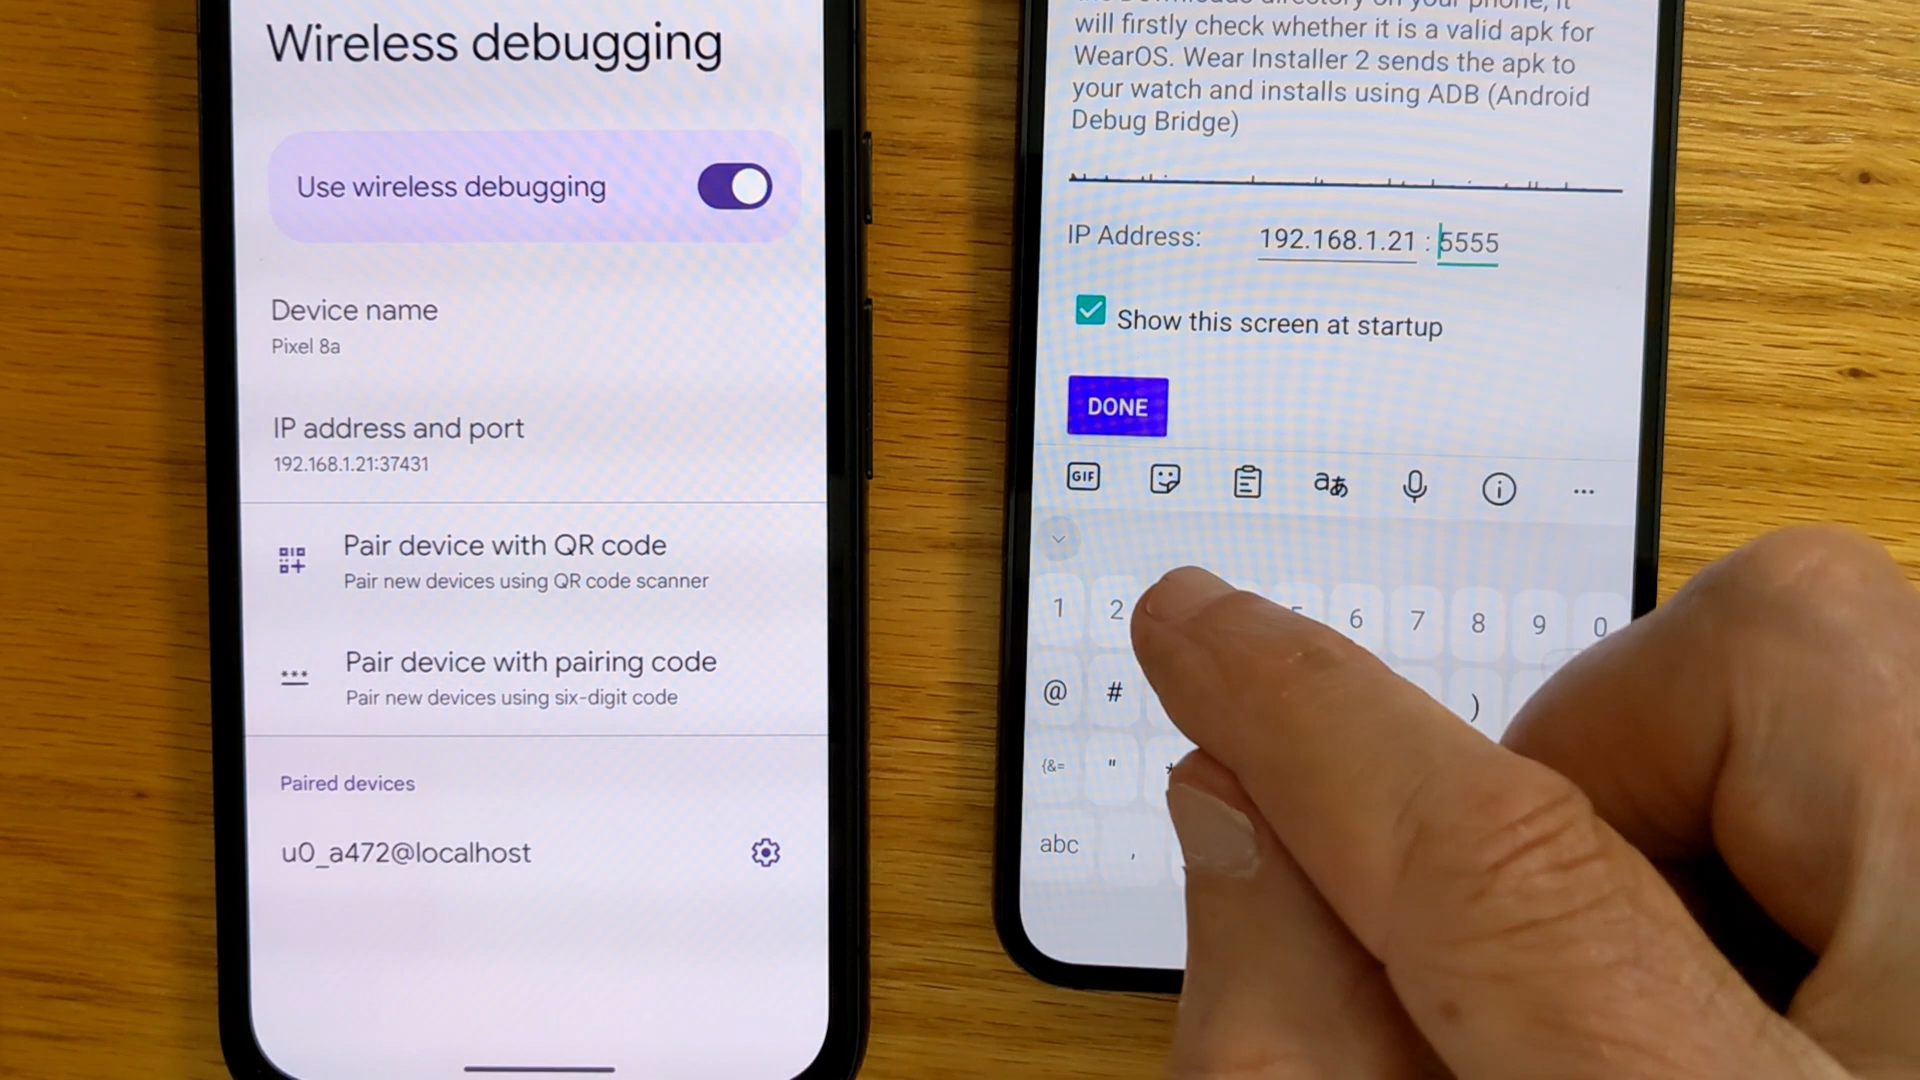 Wireless debugging
Use wireless debugging
Device name
Pixel 8a
IP address and port
192.168.1.21:37431
Pair device with QR code
Pair new devices using QR code scanner
Pair device with pairing code
Pair new devices using six-digit code
Paired devices
u0_a472@localhost
will firstly check whether it is a valid apk for
WearOS. Wear Installer 2 sends the apk to
your watch and installs using ADB (Android
Debug Bridge)
IP Address: 192.168.1.21 : 5555
Show this screen at startup
DONE
GIF aあ
1 2 6 7 8 9 0
@ # )
{&= "
abc ,